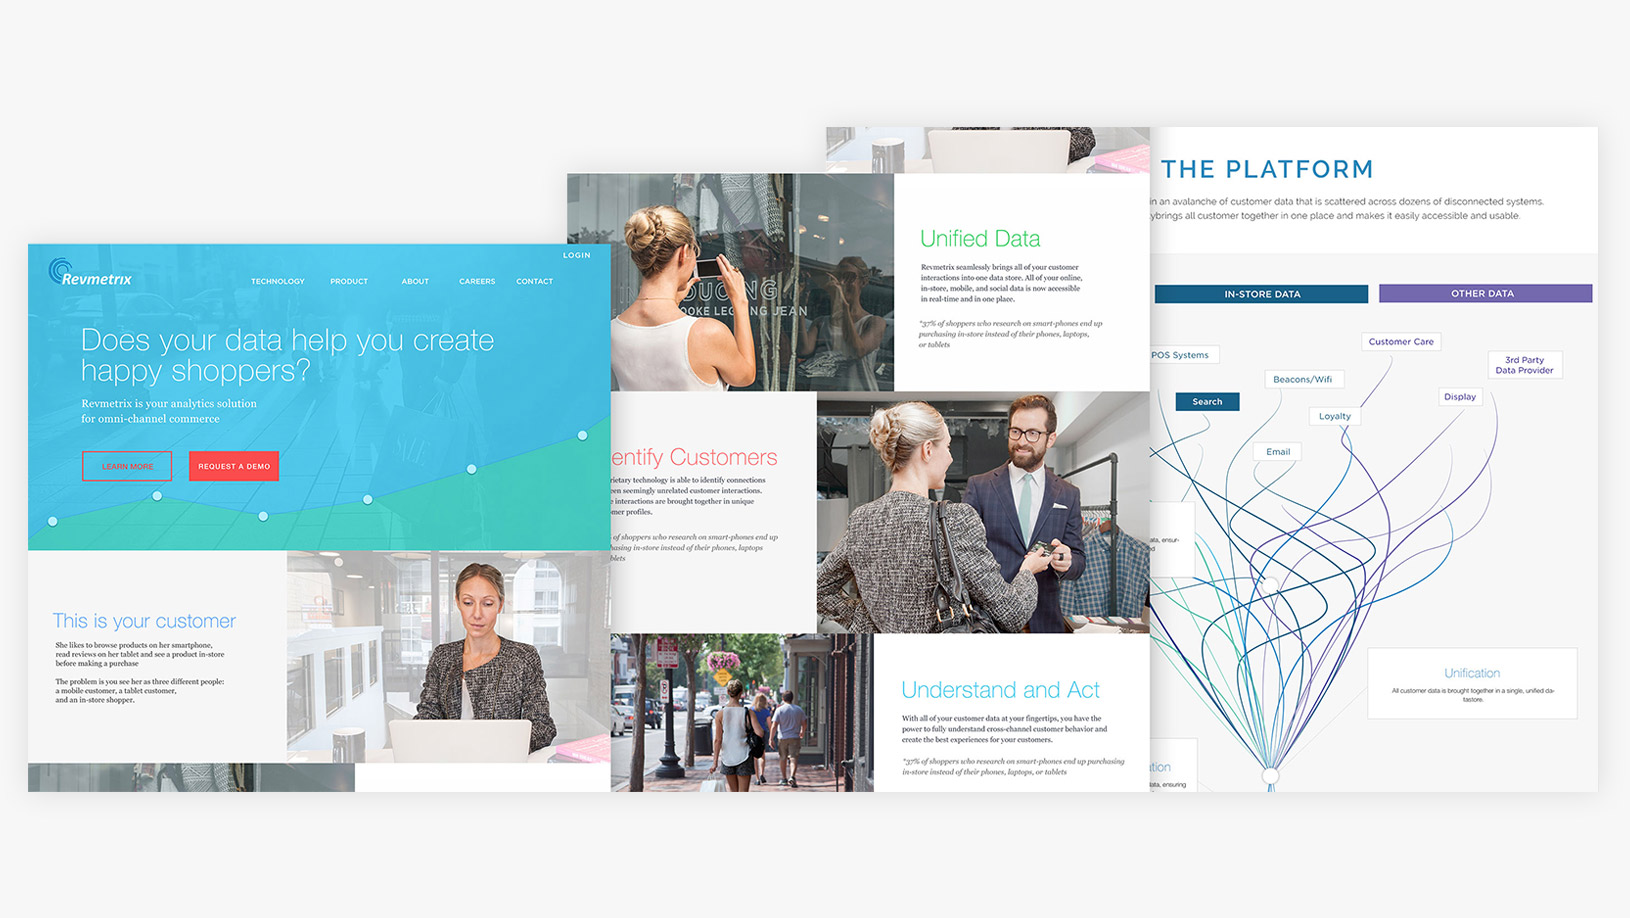 LOGIN
Revmetrix
TECHNOLOGY PRODUCT ABOUT CAREERS CONTACT
Does your data help you create
happy shoppers?
Revmetrix is your analytics solution
for omni-channel commerce
LEARN MORE
REQUEST A DEMO
This is your customer
She likes to browse products on her smartphone,
read reviews on her tablet and see a product in-store
before making a purchase
The problem is you see her as three different people:
a mobile customer, a tablet customer,
and an in-store shopper.
OOKE LEGGING JEAN
Unified Data
Revmetrix seamlessly brings all of your customer
interactions into one data store. All of your online,
in-store, mobile, and social data is now accessible
in real-time and in one place.
*37% of shoppers who research on smart-phones end up
purchasing in-store instead of their phones, laptops,
or tablets
entify Customers
rietary technology is able to identify connections
en seemingly unrelated customer interactions.
e interactions are brought together in unique
mer profiles.
of shoppers who research on smart-phones end up
hasing in-store instead of their phones, laptops
blets
Understand and Act
With all of your customer data at your fingertips, you have the
power to fully understand cross-channel customer behavior and
create the best experiences for your customers.
*37% of shoppers who research on smart-phones end up purchasing
in-store instead of their phones, laptops, or tablets
THE PLATFORM
in an avalanche of customer data that is scattered across dozens of disconnected systems.
ybrings all customer together in one place and makes it easily accessible and usable.
IN-STORE DATA
OTHER DATA
Customer Care
POS Systems
3rd Party
Data Provider
Beacons/Wifi
Display
Search
Loyalty
Email
ata, ensur-
nd
Unification
All customer data is brought together in a single, unified da-
tastore.
ation
data, ensuring